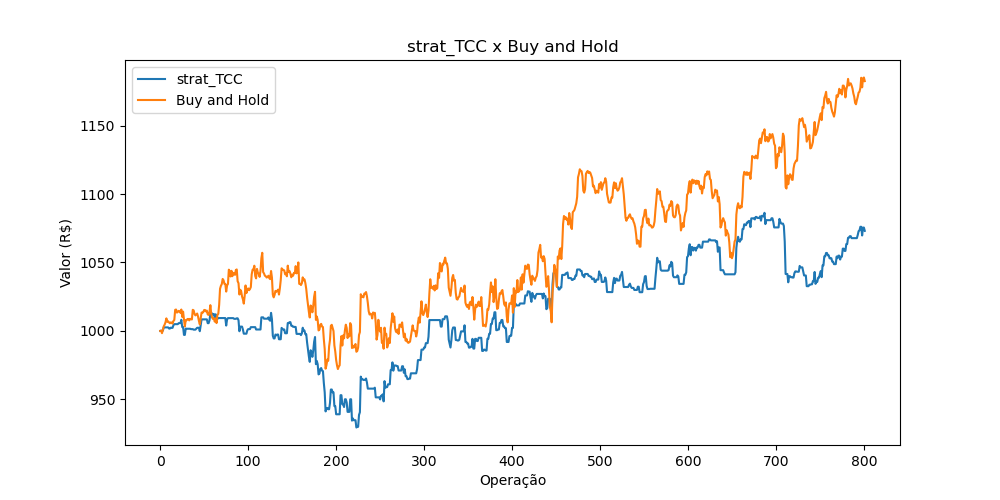 strat_TCC x Buy and Hold
strat_TCC
Buy and Hold
Valor (R$)
1150
1100
1050
1000
950
0 100 200 300 400 500 600 700 800
Operação